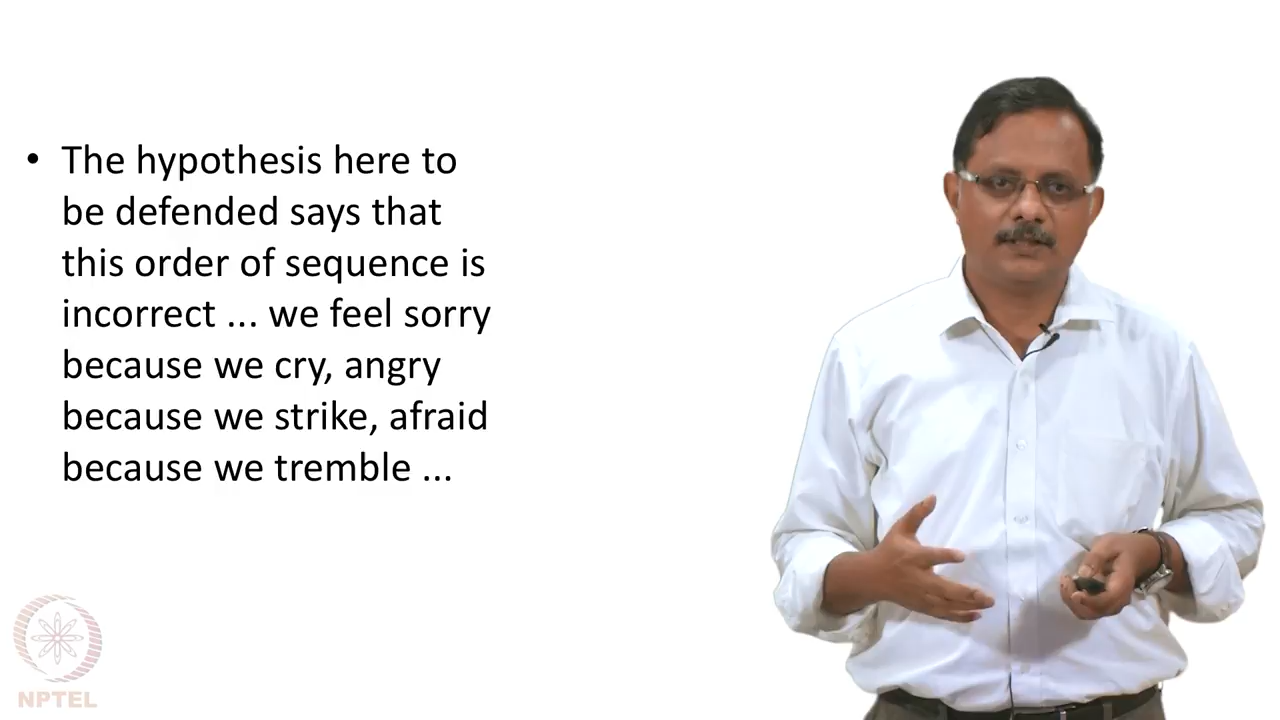 • The hypothesis here to
be defended says that
this order of sequence is
incorrect ... we feel sorry
because we cry, angry
because we strike, afraid
because we tremble ...
NPTEL